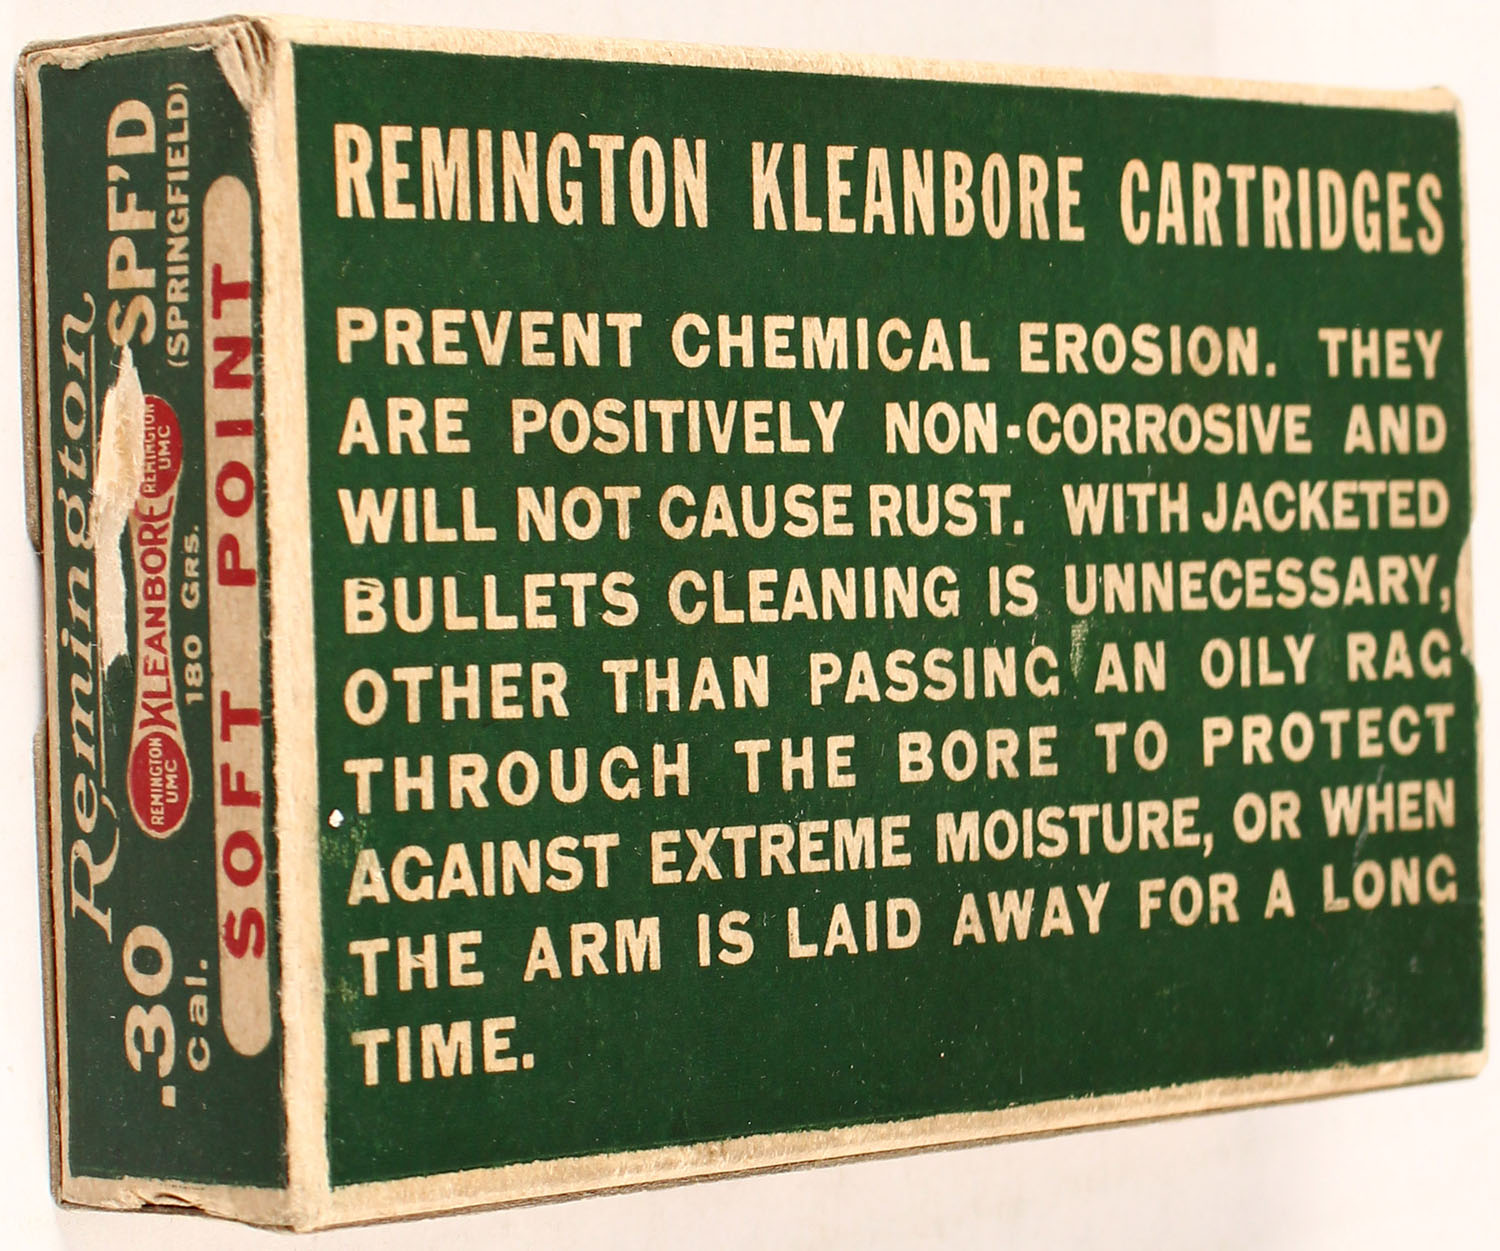 REMINGTON KLEANBORE CARTRIDGES
PREVENT CHEMICAL EROSION. THEY
ARE POSITIVELY NON-CORROSIVE AND
WILL NOT CAUSE RUST. WITH JACKETED
BULLETS CLEANING IS UNNECESSARY,
OTHER THAN PASSING AN OILY RAG
THROUGH THE BORE TO PROTECT
AGAINST EXTREME MOISTURE, OR WHEN
THE ARM IS LAID AWAY FOR A LONG
TIME.
Remington
.30 SPF'D
Cal. (SPRINGFIELD)
REMINGTON
UMC
KLEANBORE
REMINGTON
UMC
180 GRS.
SOFT POINT